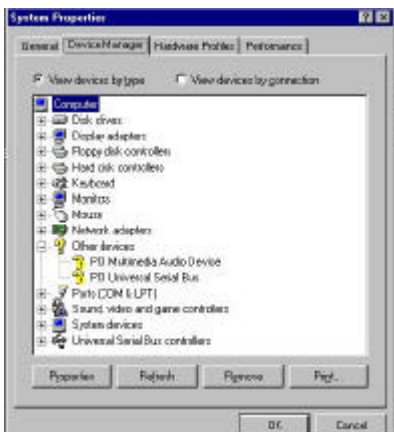 System Properties
General Device Manager Hardware Profiles Performance
View devices by type View devices by connection
Computer
Disk drives
Display adapters
Floppy disk controllers
Hard disk controllers
Keyboard
Monitors
Mouse
Network adapters
Other devices
PCI Multimedia Audio Device
PCI Universal Serial Bus
Ports (COM & LPT)
Sound, video and game controllers
System devices
Universal Serial Bus controllers
Properties Refresh Remove Print...
OK Cancel